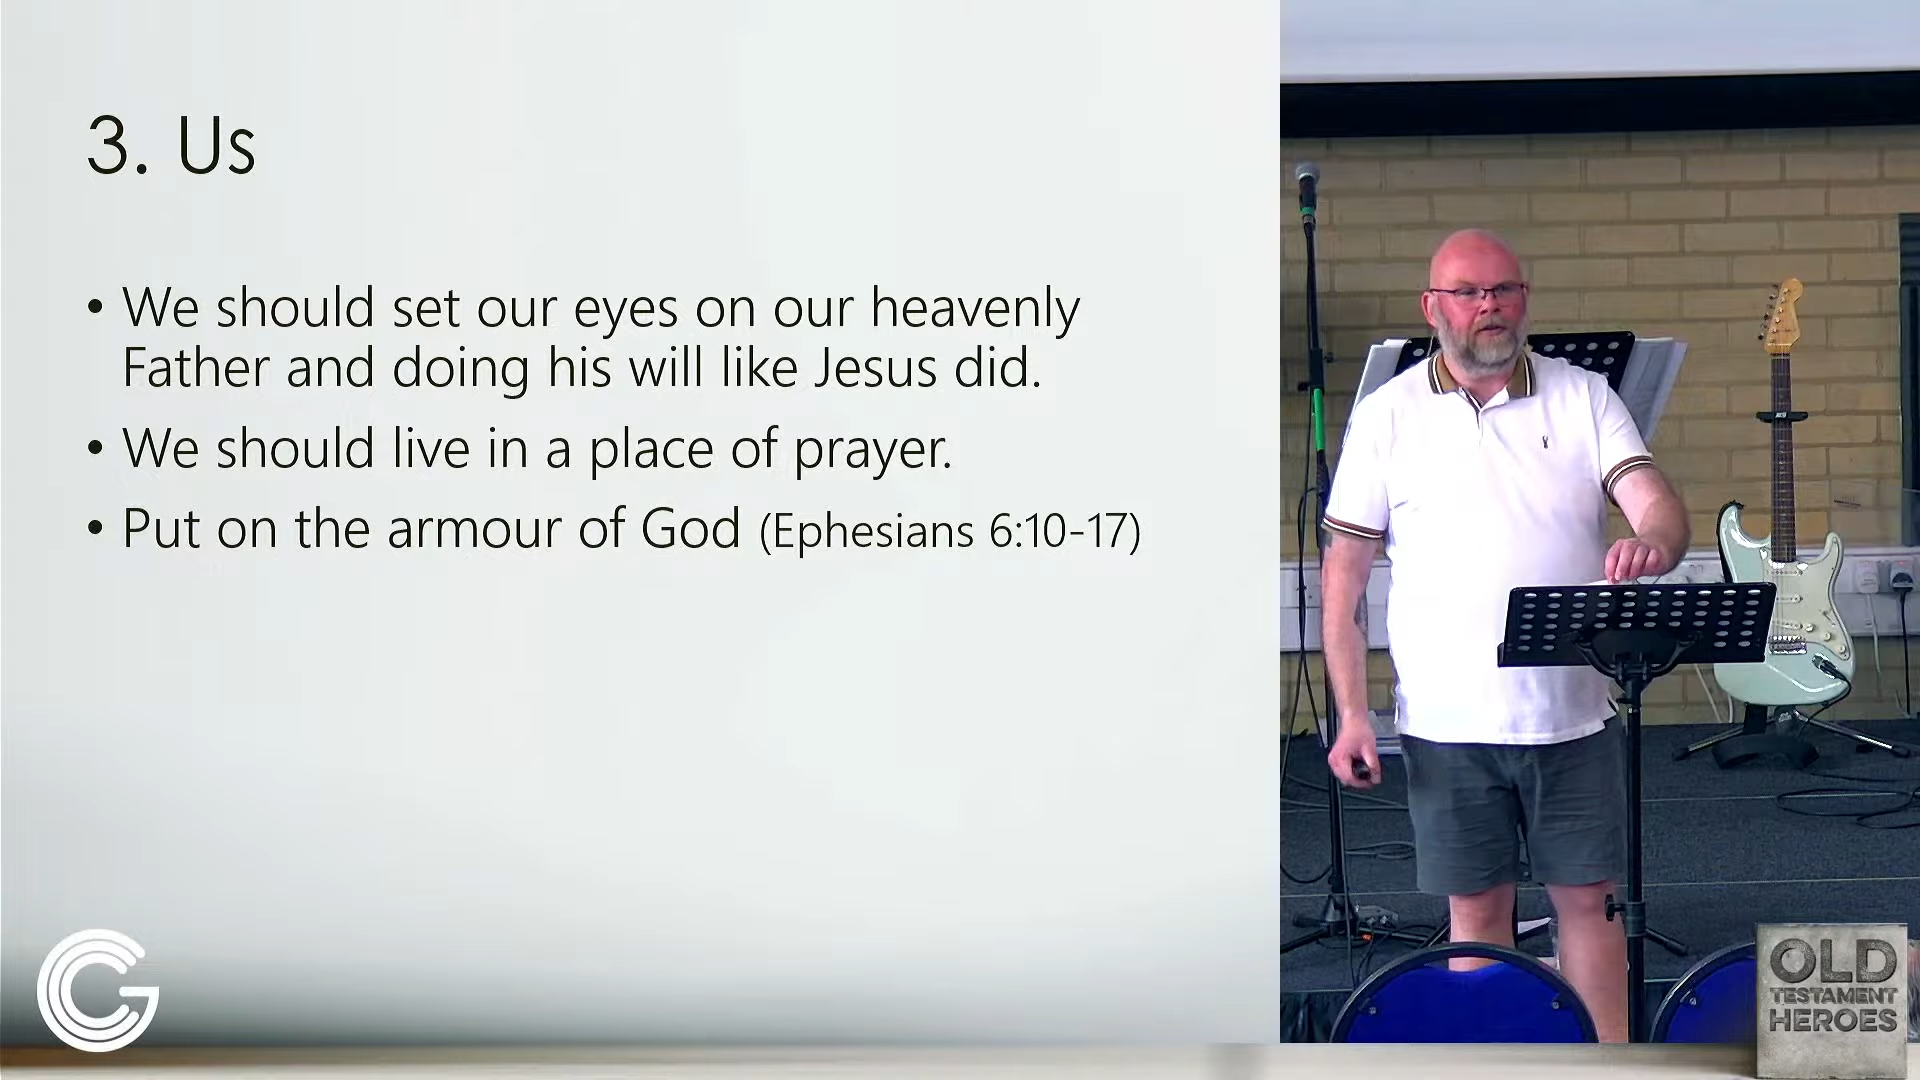 3. Us
• We should set our eyes on our heavenly
Father and doing his will like Jesus did.
• We should live in a place of prayer.
• Put on the armour of God (Ephesians 6:10-17)
OLD
TESTAMENT
HEROES